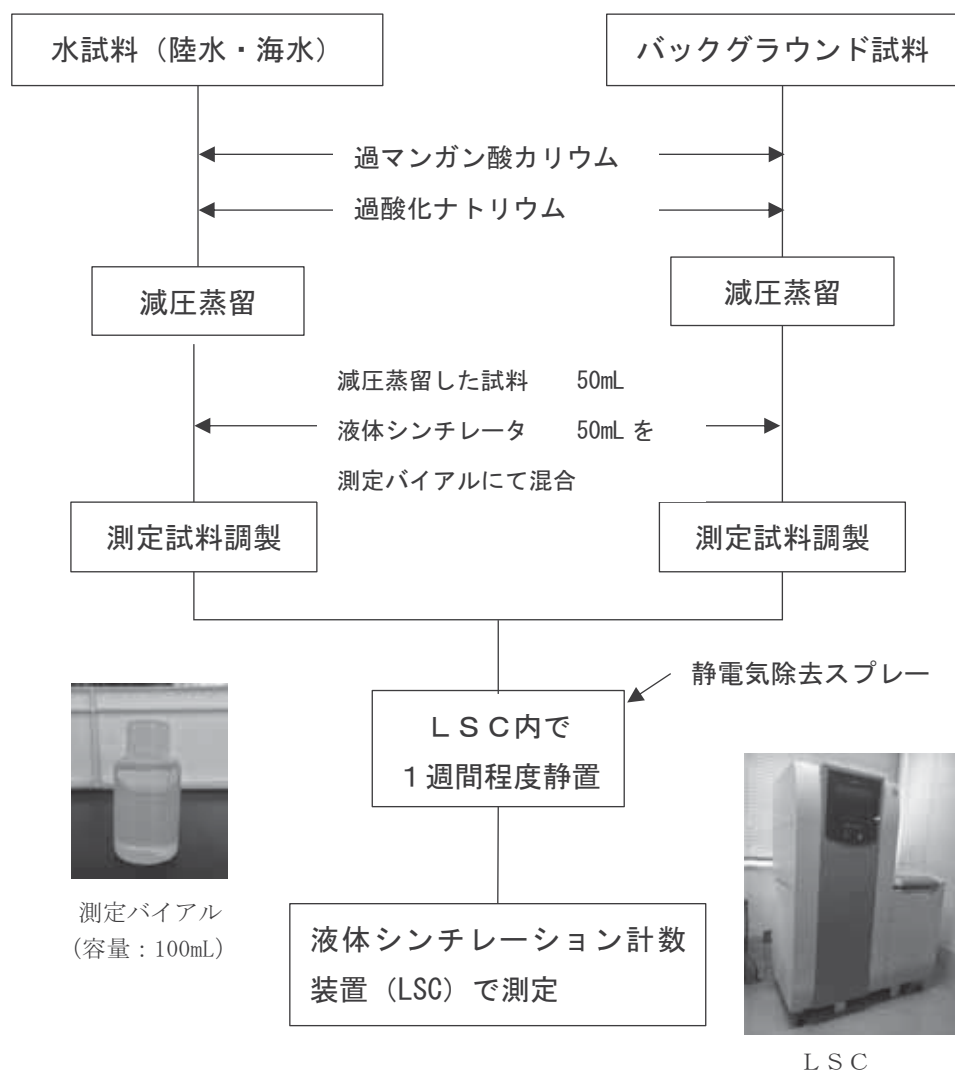 水試料（陸水・海水）
バックグラウンド試料
過マンガン酸カリウム
過酸化ナトリウム
減圧蒸留
減圧蒸留
減圧蒸留した試料　50mL
液体シンチレータ　50mL を
測定バイアルにて混合
測定試料調製
測定試料調製
静電気除去スプレー
ＬＳＣ内で
１週間程度静置
測定バイアル
(容量：100mL)
液体シンチレーション計数
装置（LSC）で測定
ＬＳＣ